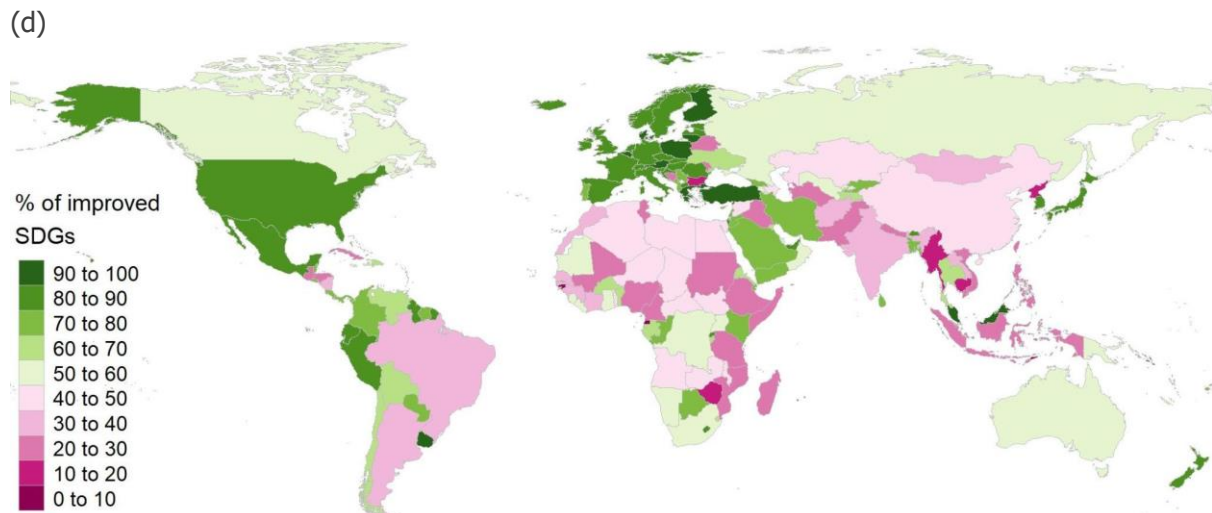 (d)
% of improved
SDGs
90 to 100
80 to 90
70 to 80
60 to 70
50 to 60
40 to 50
30 to 40
20 to 30
10 to 20
0 to 10